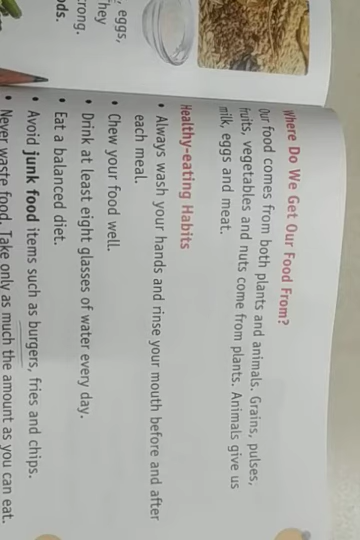 Where Do We Get Our Food From?
Our food comes from both plants and animals. Grains, pulses,
fruits, vegetables and nuts come from plants. Animals give us
milk, eggs and meat.
Healthy-eating Habits
• Always wash your hands and rinse your mouth before and after
each meal.
• Chew your food well.
• Drink at least eight glasses of water every day.
• Eat a balanced diet.
• Avoid junk food items such as burgers, fries and chips.
• Never waste food. Take only as much the amount as you can eat.
eggs,
They